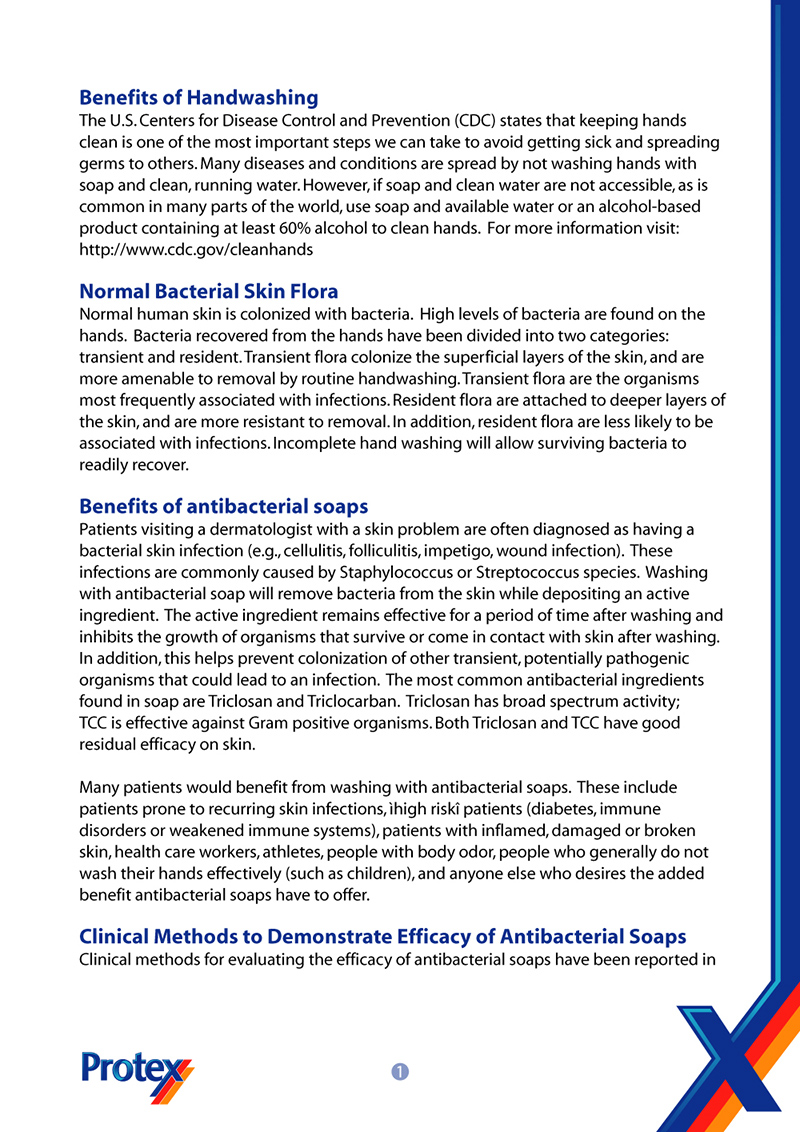 Benefits of Handwashing
The U.S. Centers for Disease Control and Prevention (CDC) states that keeping hands
clean is one of the most important steps we can take to avoid getting sick and spreading
germs to others. Many diseases and conditions are spread by not washing hands with
soap and clean, running water. However, if soap and clean water are not accessible, as is
common in many parts of the world, use soap and available water or an alcohol-based
product containing at least 60% alcohol to clean hands.  For more information visit:
http://www.cdc.gov/cleanhands
Normal Bacterial Skin Flora
Normal human skin is colonized with bacteria.  High levels of bacteria are found on the
hands.  Bacteria recovered from the hands have been divided into two categories:
transient and resident. Transient flora colonize the superficial layers of the skin, and are
more amenable to removal by routine handwashing. Transient flora are the organisms
most frequently associated with infections. Resident flora are attached to deeper layers of
the skin, and are more resistant to removal. In addition, resident flora are less likely to be
associated with infections. Incomplete hand washing will allow surviving bacteria to
readily recover.
Benefits of antibacterial soaps
Patients visiting a dermatologist with a skin problem are often diagnosed as having a
bacterial skin infection (e.g., cellulitis, folliculitis, impetigo, wound infection).  These
infections are commonly caused by Staphylococcus or Streptococcus species.  Washing
with antibacterial soap will remove bacteria from the skin while depositing an active
ingredient.  The active ingredient remains effective for a period of time after washing and
inhibits the growth of organisms that survive or come in contact with skin after washing.
In addition, this helps prevent colonization of other transient, potentially pathogenic
organisms that could lead to an infection.  The most common antibacterial ingredients
found in soap are Triclosan and Triclocarban.  Triclosan has broad spectrum activity;
TCC is effective against Gram positive organisms. Both Triclosan and TCC have good
residual efficacy on skin.
Many patients would benefit from washing with antibacterial soaps.  These include
patients prone to recurring skin infections, ìhigh riskî patients (diabetes, immune
disorders or weakened immune systems), patients with inflamed, damaged or broken
skin, health care workers, athletes, people with body odor, people who generally do not
wash their hands effectively (such as children), and anyone else who desires the added
benefit antibacterial soaps have to offer.
Clinical Methods to Demonstrate Efficacy of Antibacterial Soaps
Clinical methods for evaluating the efficacy of antibacterial soaps have been reported in
Protex
1